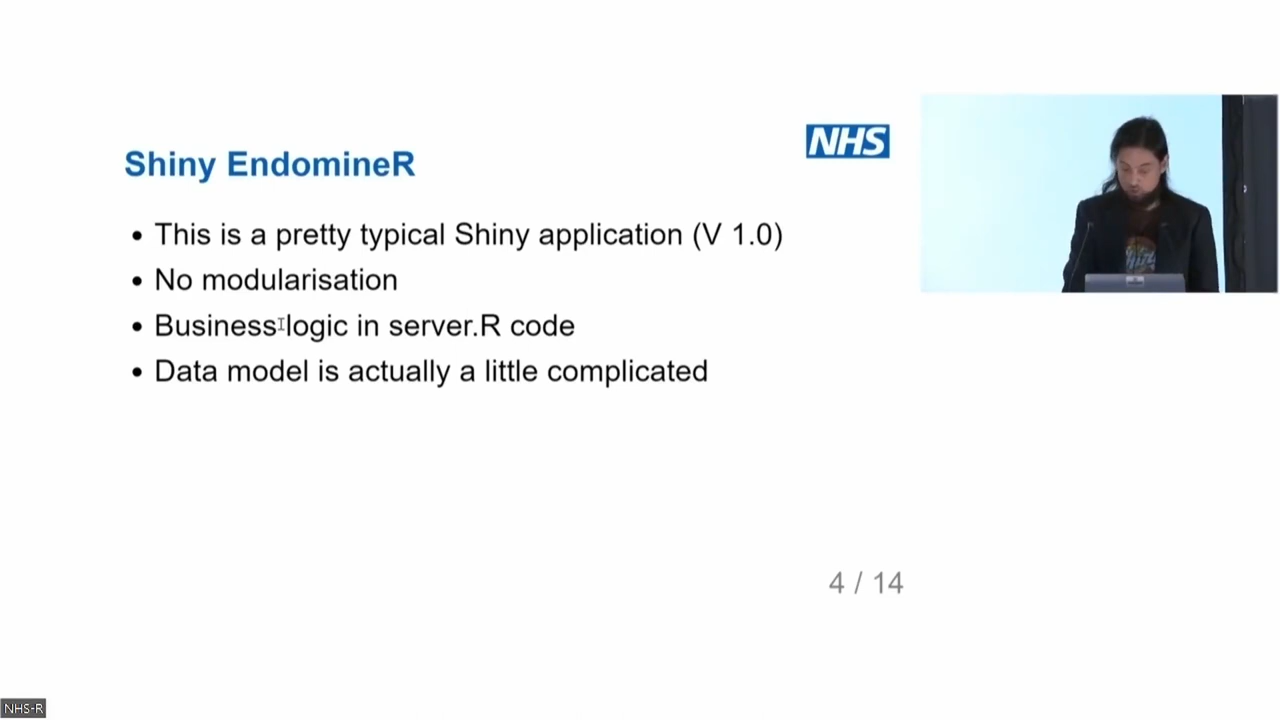 NHS
Shiny EndomineR
This is a pretty typical Shiny application (V 1.0)
No modularisation
Business logic in server.R code
Data model is actually a little complicated
4 / 14
NHS-R